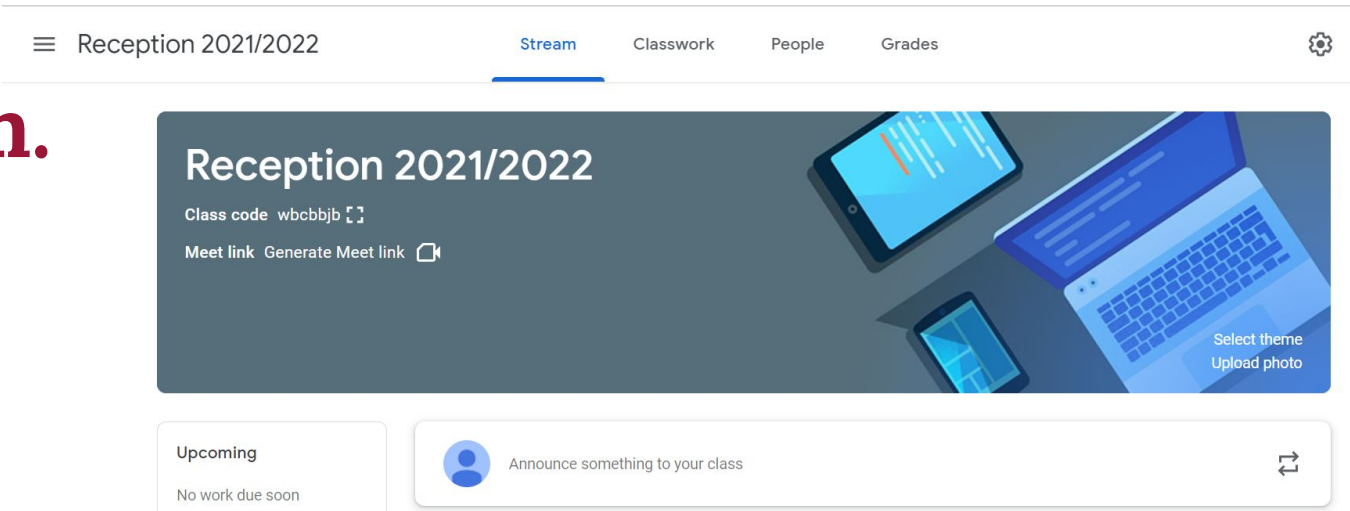 Reception 2021/2022 Stream Classwork People Grades
n.
Reception 2021/2022
Class code wbcbbjb
Meet link Generate Meet link
Select theme
Upload photo
Upcoming
No work due soon
Announce something to your class